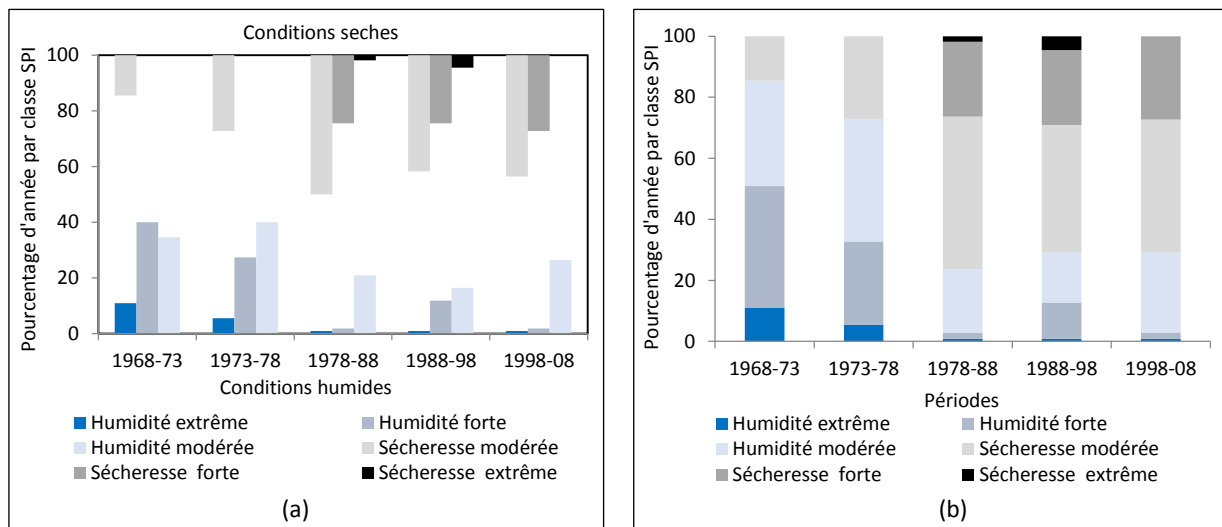 Conditions seches
Pourcentage d'année par classe SPI
100
80
60
40
20
0
1968-73 1973-78 1978-88 1988-98 1998-08
Conditions humides
Humidité extrême Humidité forte
Humidité modérée Sécheresse modérée
Sécheresse forte Sécheresse extrême
(a)
Pourcentage d'année par classe SPI
100
80
60
40
20
0
1968-73 1973-78 1978-88 1988-98 1998-08
Périodes
Humidité extrême Humidité forte
Humidité modérée Sécheresse modérée
Sécheresse forte Sécheresse extrême
(b)